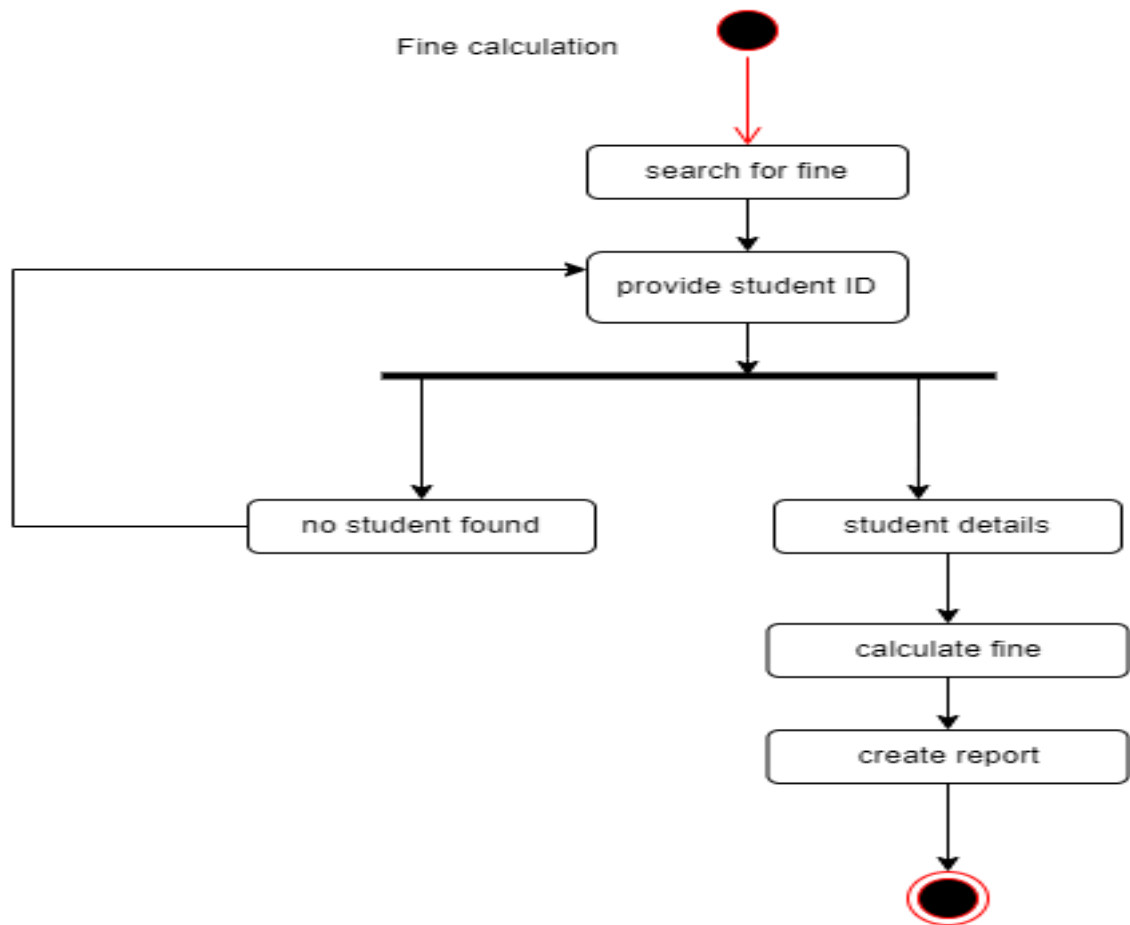 Fine calculation
search for fine
provide student ID
no student found
student details
calculate fine
create report